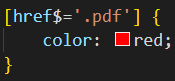 [href$='.pdf'] {
    color: red;
}